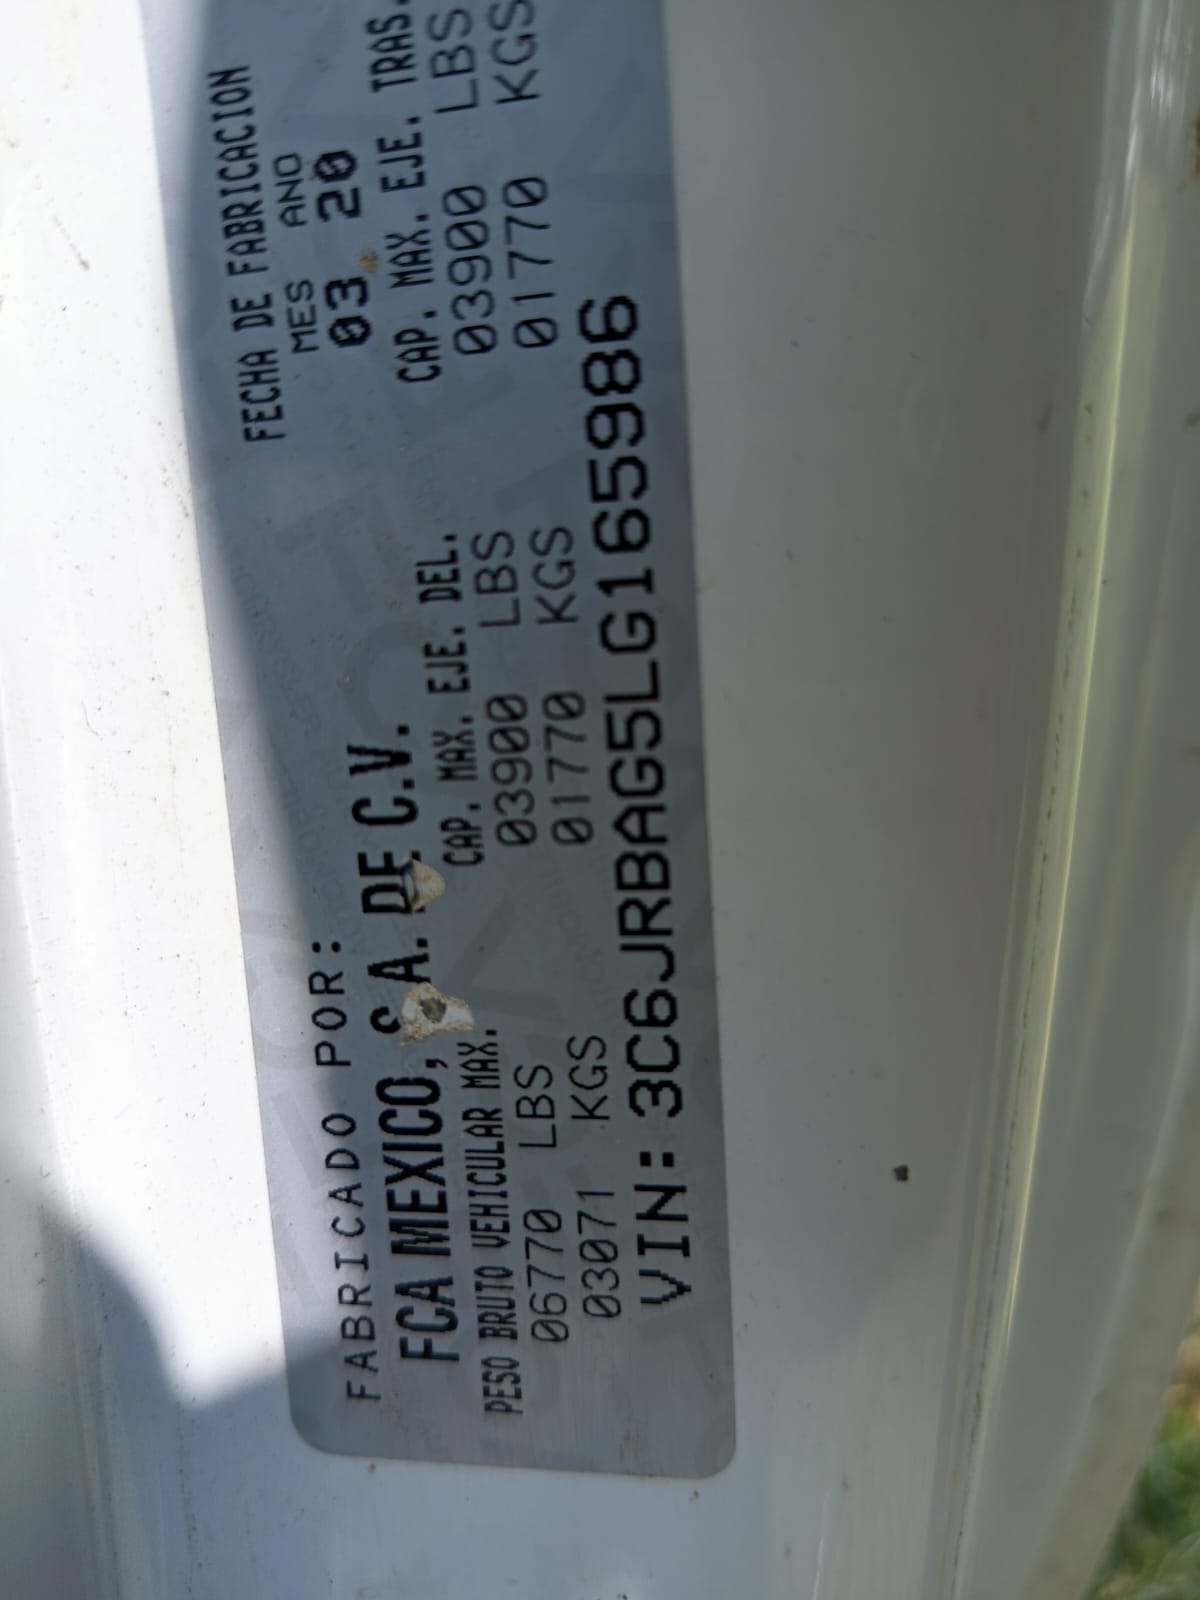 FABRICADO POR:
FECHA DE FABRICACION
MES ANO
03 20
FCA MEXICO, S.A. DE C.V.
PESO BRUTO VEHICULAR MAX.
06770 LBS
03071 KGS
CAP. MAX. EJE. DEL.
03900 LBS
01770 KGS
CAP. MAX. EJE. TRAS.
03900 LBS
01770 KGS
VIN: 3C6JRBAG5LG165986